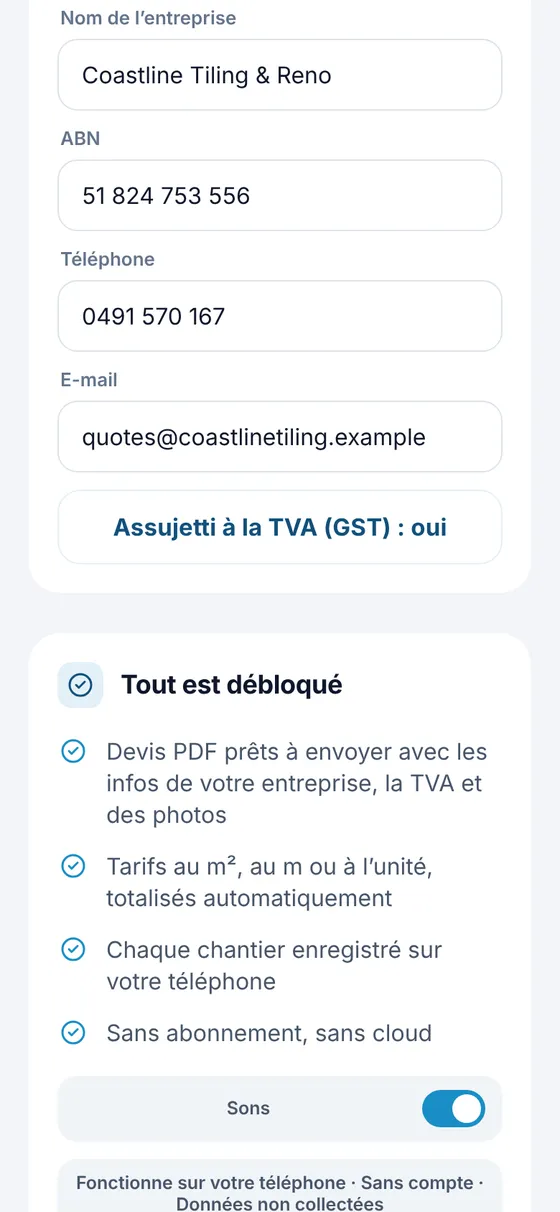 Nom de l’entreprise
Coastline Tiling & Reno
ABN
51 824 753 556
Téléphone
0491 570 167
E-mail
quotes@coastlinetiling.example
Assujetti à la TVA (GST) : oui
Tout est débloqué
Devis PDF prêts à envoyer avec les
infos de votre entreprise, la TVA et
des photos
Tarifs au m², au m ou à l’unité,
totalisés automatiquement
Chaque chantier enregistré sur
votre téléphone
Sans abonnement, sans cloud
Sons
Fonctionne sur votre téléphone · Sans compte ·
Données non collectées